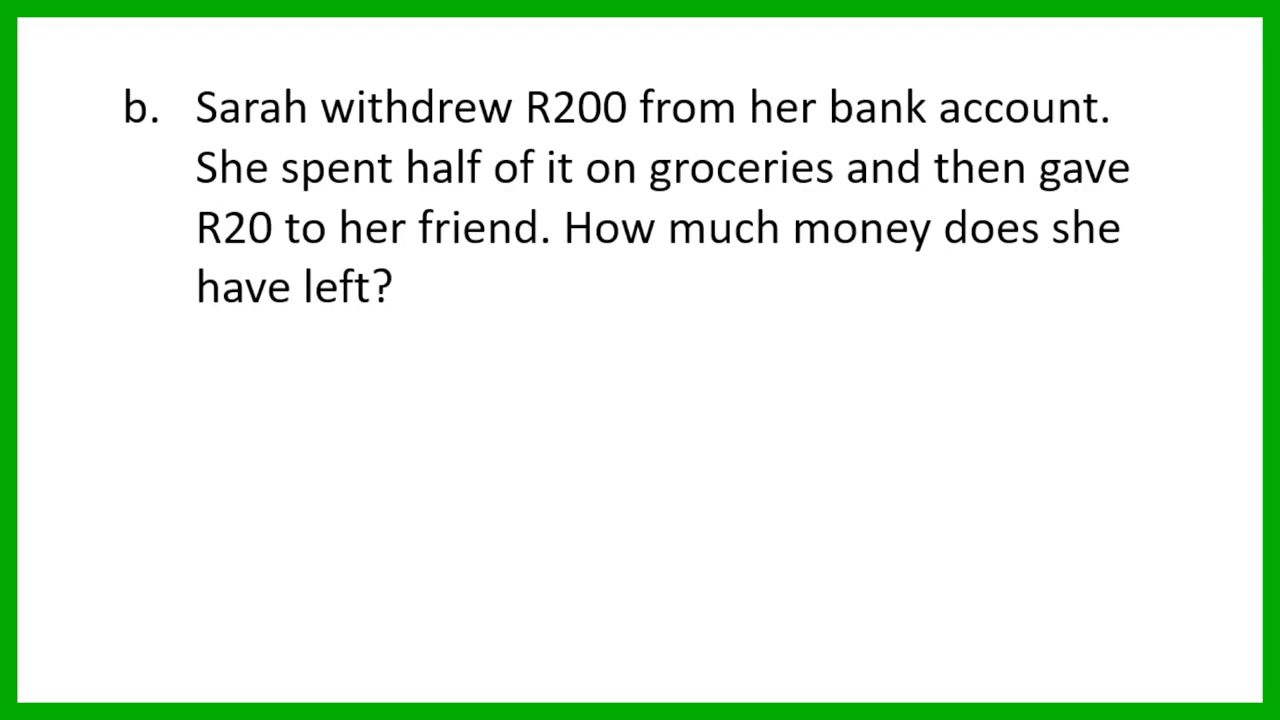 b. Sarah withdrew R200 from her bank account.
She spent half of it on groceries and then gave
R20 to her friend. How much money does she
have left?